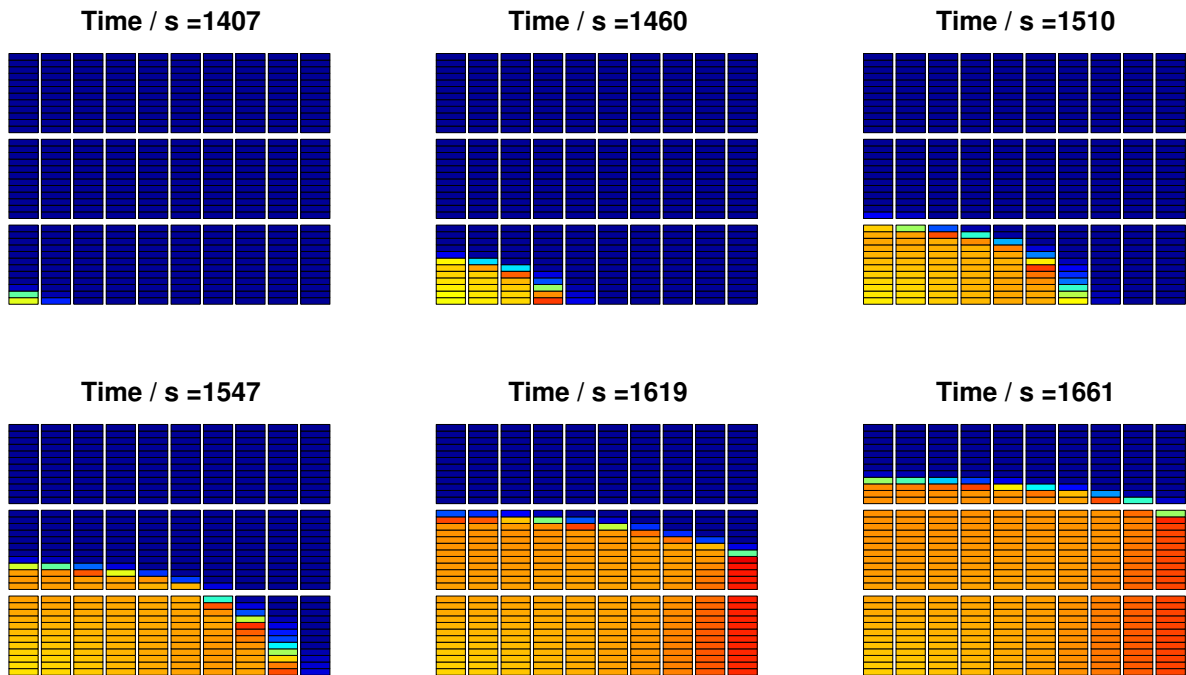 Time / s =1407
Time / s =1460
Time / s =1510
Time / s =1547
Time / s =1619
Time / s =1661